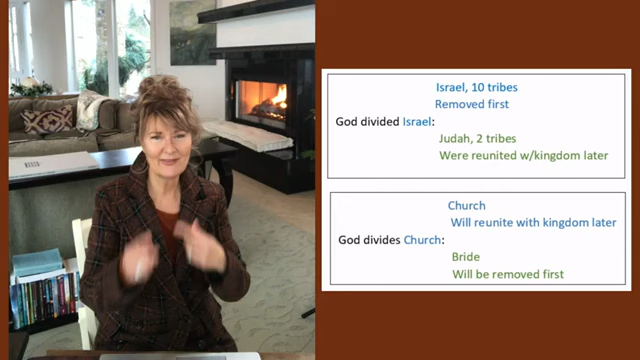 Israel, 10 tribes
Removed first
God divided Israel:
Judah, 2 tribes
Were reunited w/kingdom later
Church
Will reunite with kingdom later
God divides Church:
Bride
Will be removed first